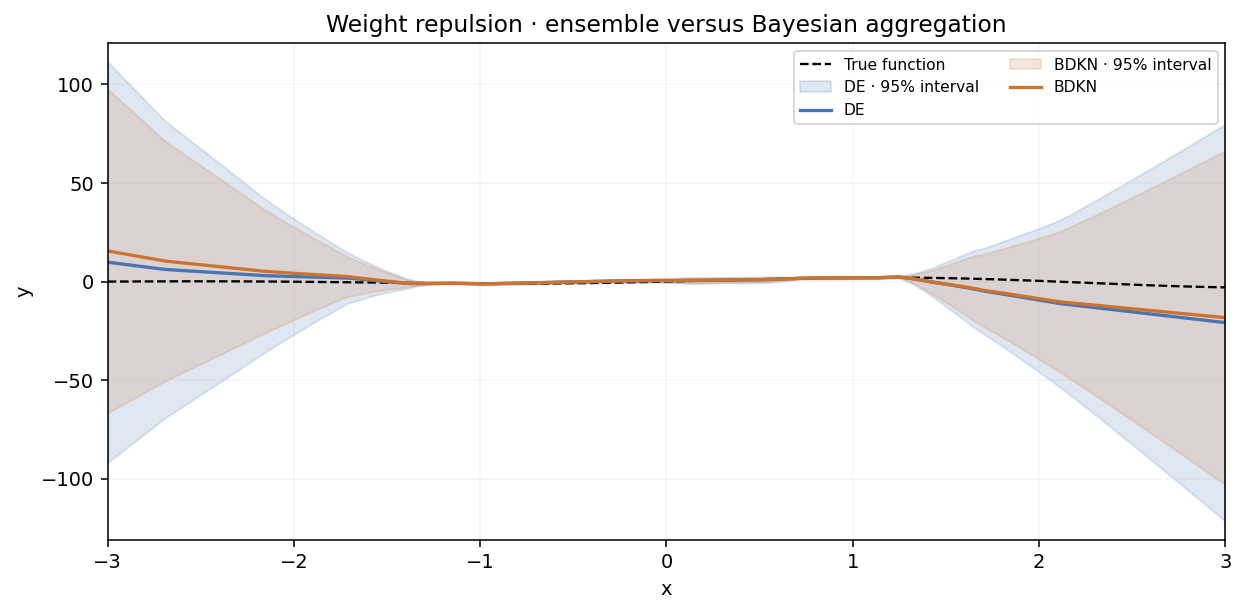 Weight repulsion · ensemble versus Bayesian aggregation
True function
DE · 95% interval
DE
BDKN · 95% interval
BDKN
y
100
50
0
−50
−100
−3
−2
−1
0
1
2
3
x